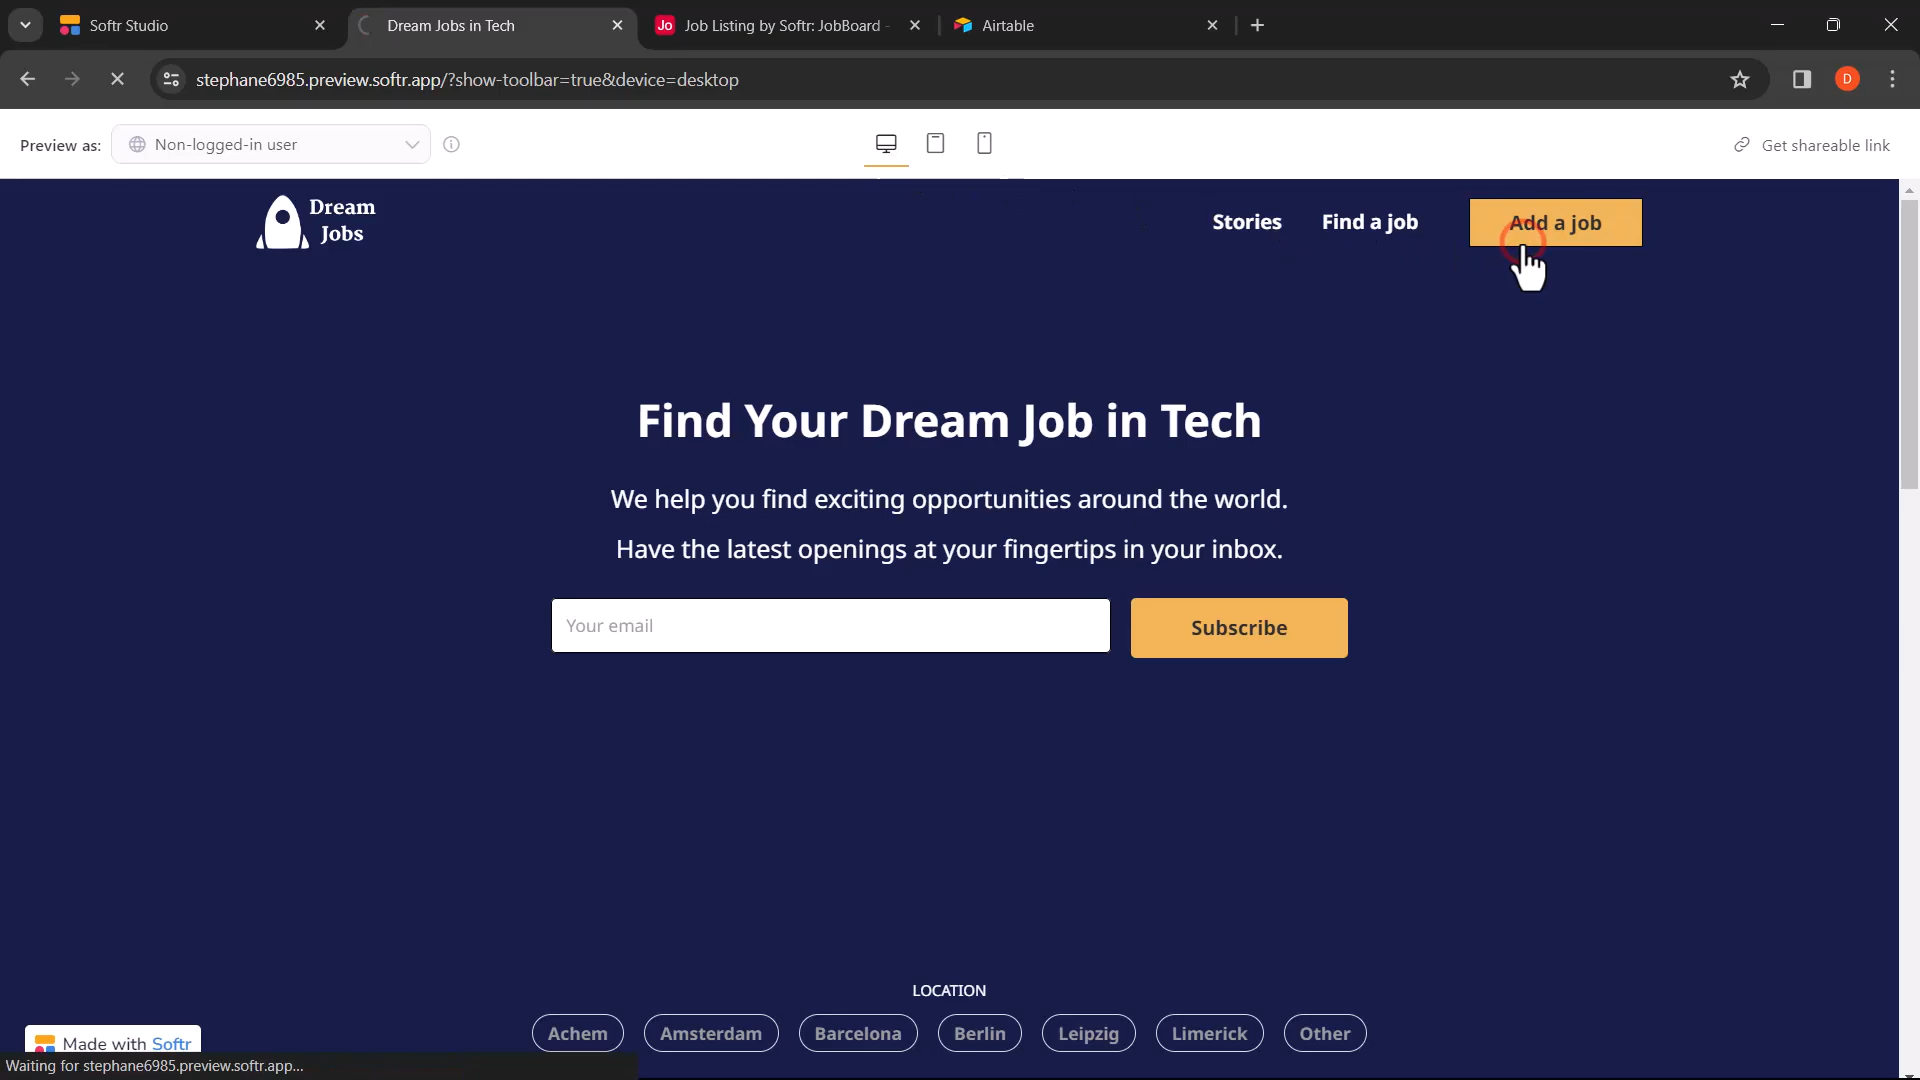 Softr Studio
Dream Jobs in Tech
Jo Job Listing by Softr: JobBoard -
Airtable
stephane6985.preview.softr.app/?show-toolbar=true&device=desktop
D
Preview as: Non-logged-in user
Get shareable link
Dream
Jobs
Stories Find a job Add a job
Find Your Dream Job in Tech
We help you find exciting opportunities around the world.
Have the latest openings at your fingertips in your inbox.
Your email Subscribe
LOCATION
Achem Amsterdam Barcelona Berlin Leipzig Limerick Other
Made with Softr
Waiting for stephane6985.preview.softr.app...